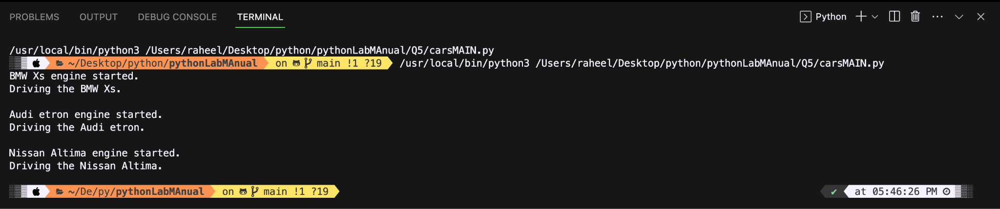 PROBLEMS OUTPUT DEBUG CONSOLE TERMINAL Python
/usr/local/bin/python3 /Users/raheel/Desktop/python/pythonLabMAnual/Q5/carsMAIN.py
~/Desktop/python/pythonLabMAnual on main !1 ?19 /usr/local/bin/python3 /Users/raheel/Desktop/python/pythonLabMAnual/Q5/carsMAIN.py
BMW Xs engine started.
Driving the BMW Xs.
Audi etron engine started.
Driving the Audi etron.
Nissan Altima engine started.
Driving the Nissan Altima.
~/De/py/pythonLabMAnual on main !1 ?19 ✔ at 05:46:26 PM